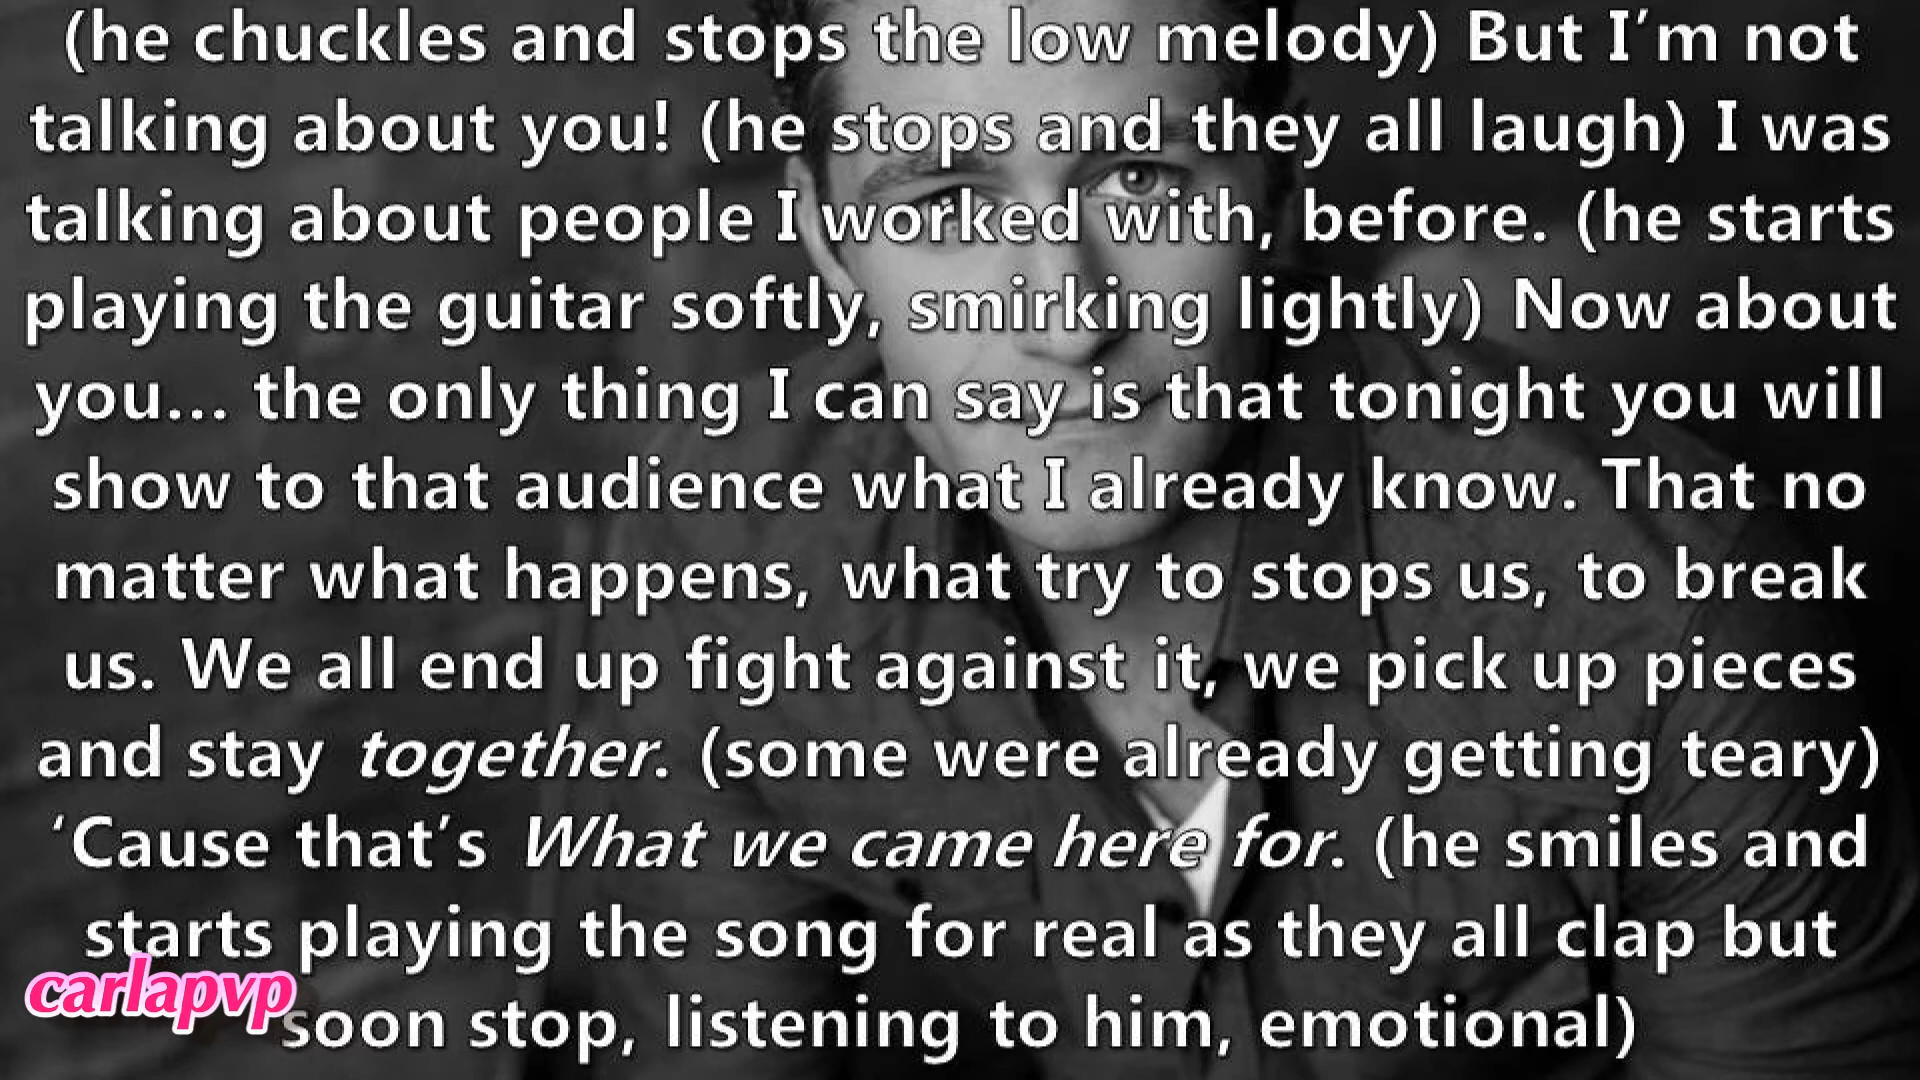 (he chuckles and stops the low melody) But I’m not
talking about you! (he stops and they all laugh) I was
talking about people I worked with, before. (he starts
playing the guitar softly, smirking lightly) Now about
you... the only thing I can say is that tonight you will
show to that audience what I already know. That no
matter what happens, what try to stops us, to break
us. We all end up fight against it, we pick up pieces
and stay together. (some were already getting teary)
‘Cause that’s What we came here for. (he smiles and
starts playing the song for real as they all clap but
carlapvp
soon stop, listening to him, emotional)